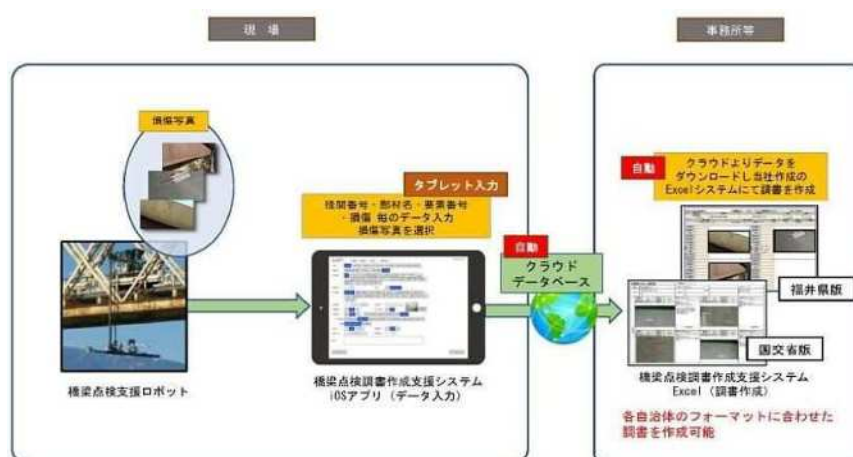 現 場
事務所等
損傷写真
タブレット入力
径間番号・部材名・要素番号
・損傷 毎のデータ入力
損傷写真を選択
自動
クラウド
データベース
自動
クラウドよりデータを
ダウンロードし当社作成の
Excelシステムにて調書を作成
福井県版
国交省版
橋梁点検支援ロボット
橋梁点検調書作成支援システム
iOSアプリ（データ入力）
橋梁点検調書作成支援システム
Excel（調書作成）
各自治体のフォーマットに合わせた
調書を作成可能